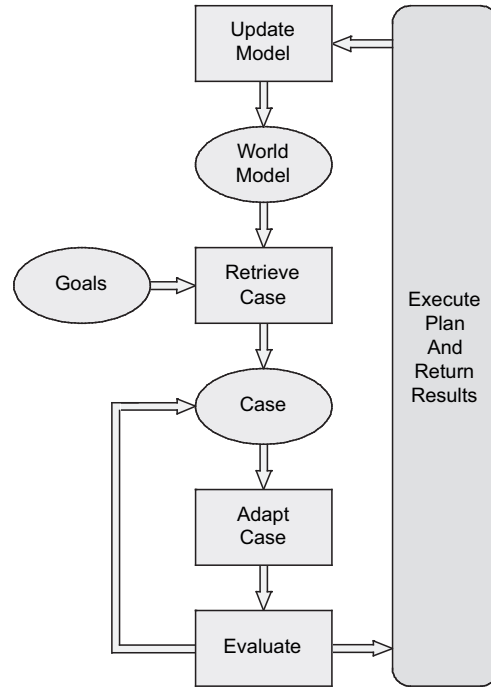 Update
Model
World
Model
Goals
Retrieve
Case
Execute
Plan
And
Return
Results
Case
Adapt
Case
Evaluate